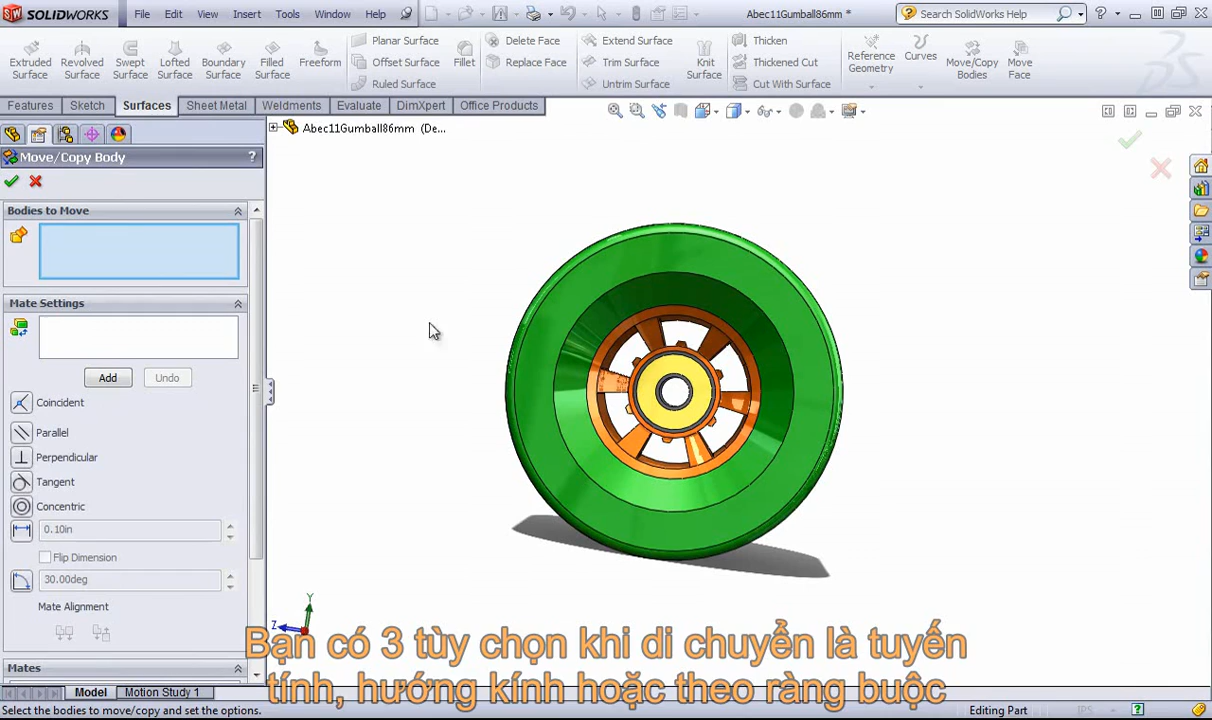 SOLIDWORKS File Edit View Insert Tools Window Help Abec11Gumball86mm * Search SolidWorks Help
Extruded Surface
Revolved Surface
Swept Surface
Lofted Surface
Boundary Surface
Filled Surface
Freeform
Planar Surface
Offset Surface
Ruled Surface
Fillet
Delete Face
Replace Face
Extend Surface
Trim Surface
Untrim Surface
Knit Surface
Thicken
Thickened Cut
Cut With Surface
Reference Geometry
Curves
Move/Copy Bodies
Move Face
Features Sketch Surfaces Sheet Metal Weldments Evaluate DimXpert Office Products
Abec11Gumball86mm (De...
Move/Copy Body ?
Bodies to Move
Mate Settings
Add Undo
Coincident
Parallel
Perpendicular
Tangent
Concentric
0.10in
Flip Dimension
30.00deg
Mate Alignment
Mates
Y
Z
Bạn có 3 tùy chọn khi di chuyển là tuyến
tính, hướng kính hoặc theo ràng buộc
Model Motion Study 1
Select the bodies to move/copy and set the options. Editing Part IPS